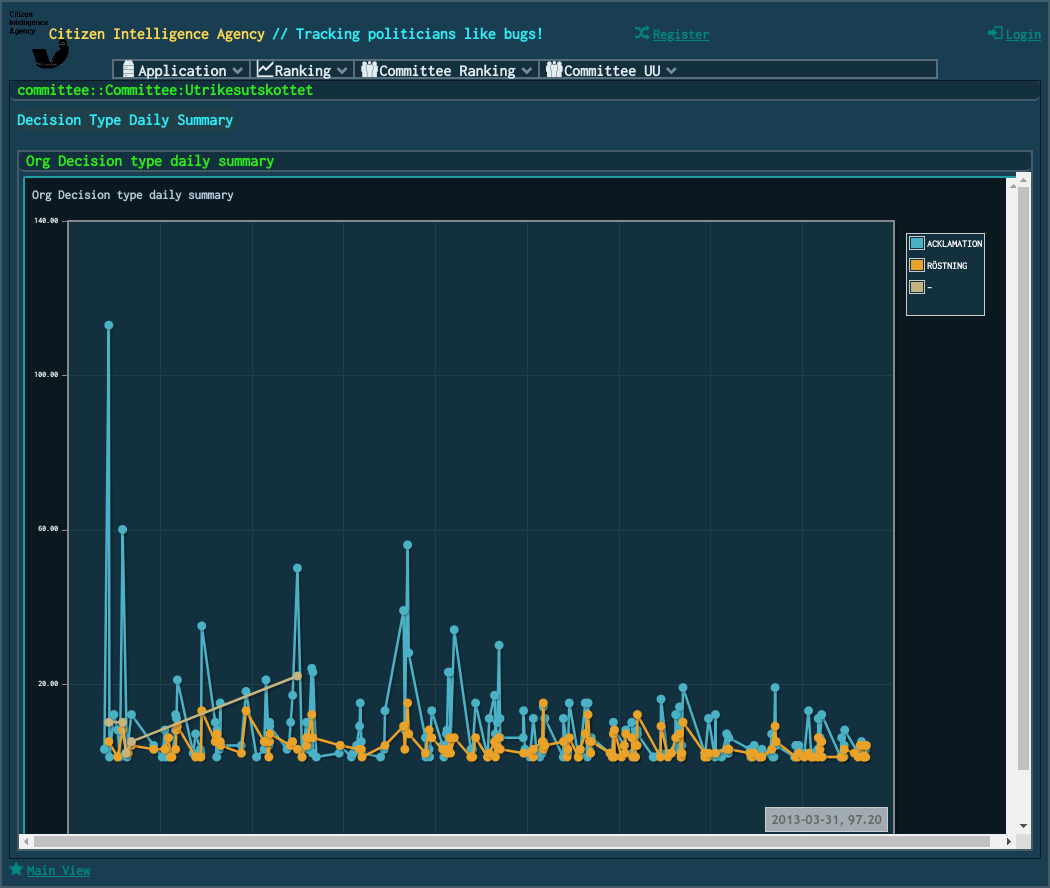 Citizen
Intelligence
Agency
Citizen Intelligence Agency // Tracking politicians like bugs!
Register
Login
Application
Ranking
Committee Ranking
Committee UU
committee::Committee:Utrikesutskottet
Decision Type Daily Summary
Org Decision type daily summary
Org Decision type daily summary
140.00
100.00
60.00
20.00
ACKLAMATION
RÖSTNING
-
2013-03-31, 97.20
Main View